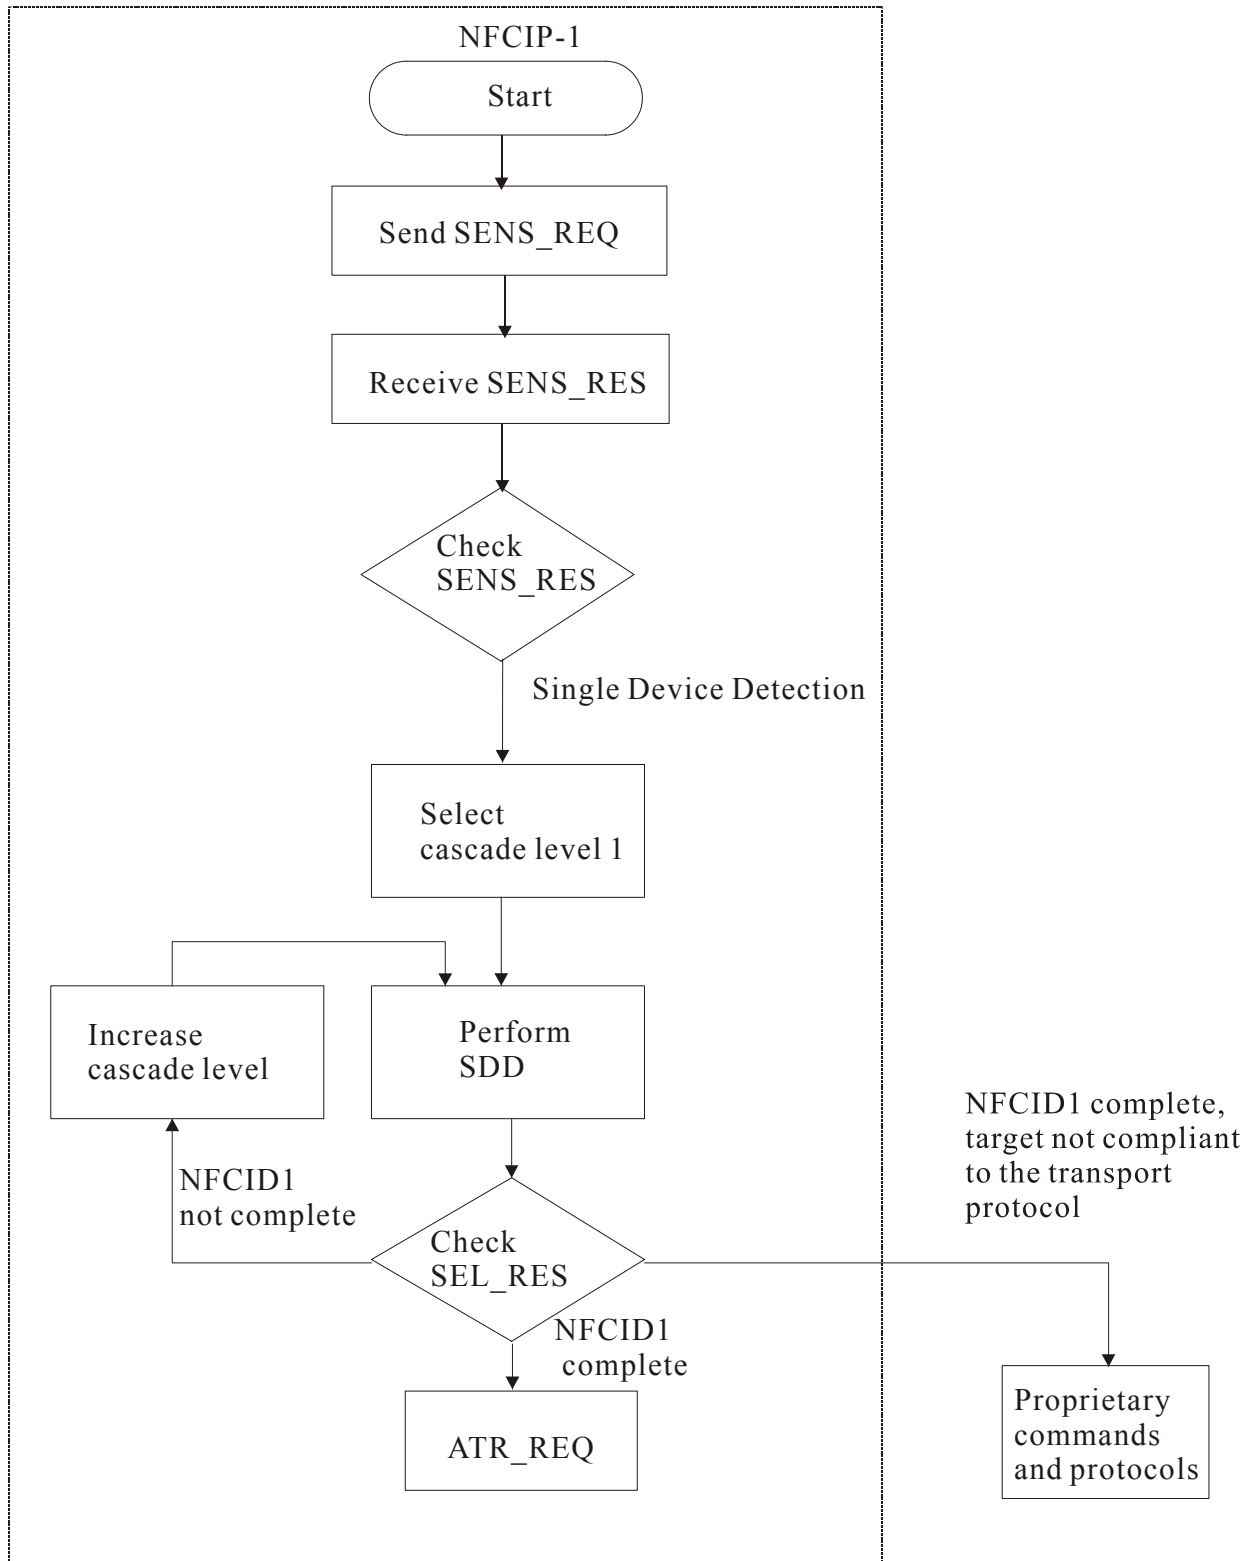 NFCIP-1
Start
Send SENS_REQ
Receive SENS_RES
Check
SENS_RES
Single Device Detection
Select
cascade level 1
Increase
cascade level
Perform
SDD
NFCID1 complete,
target not compliant
to the transport
protocol
NFCID1
not complete
Check
SEL_RES
NFCID1
complete
ATR_REQ
Proprietary
commands
and protocols